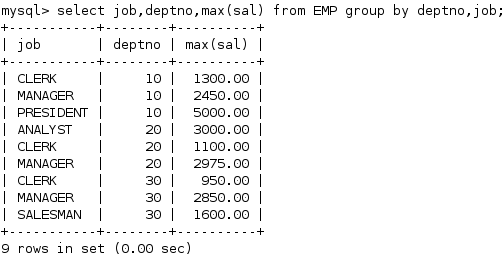 mysql> select job,deptno,max(sal) from EMP group by deptno,job;
+-----------+--------+----------+
| job       | deptno | max(sal) |
+-----------+--------+----------+
| CLERK     |     10 |  1300.00 |
| MANAGER   |     10 |  2450.00 |
| PRESIDENT |     10 |  5000.00 |
| ANALYST   |     20 |  3000.00 |
| CLERK     |     20 |  1100.00 |
| MANAGER   |     20 |  2975.00 |
| CLERK     |     30 |   950.00 |
| MANAGER   |     30 |  2850.00 |
| SALESMAN  |     30 |  1600.00 |
+-----------+--------+----------+
9 rows in set (0.00 sec)